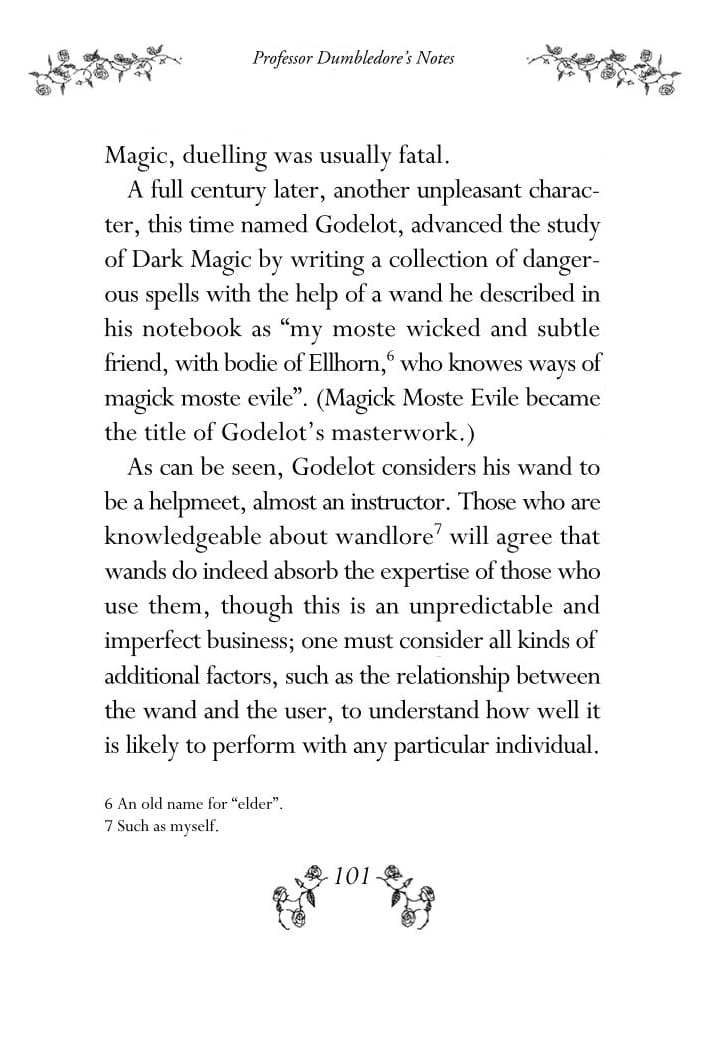 Professor Dumbledore's Notes
Magic, duelling was usually fatal.
A full century later, another unpleasant charac-
ter, this time named Godelot, advanced the study
of Dark Magic by writing a collection of danger-
ous spells with the help of a wand he described in
his notebook as “my moste wicked and subtle
friend, with bodie of Ellhorn,6 who knowes ways of
magick moste evile”. (Magick Moste Evile became
the title of Godelot’s masterwork.)
As can be seen, Godelot considers his wand to
be a helpmeet, almost an instructor. Those who are
knowledgeable about wandlore7 will agree that
wands do indeed absorb the expertise of those who
use them, though this is an unpredictable and
imperfect business; one must consider all kinds of
additional factors, such as the relationship between
the wand and the user, to understand how well it
is likely to perform with any particular individual.
6 An old name for “elder”.
7 Such as myself.
101